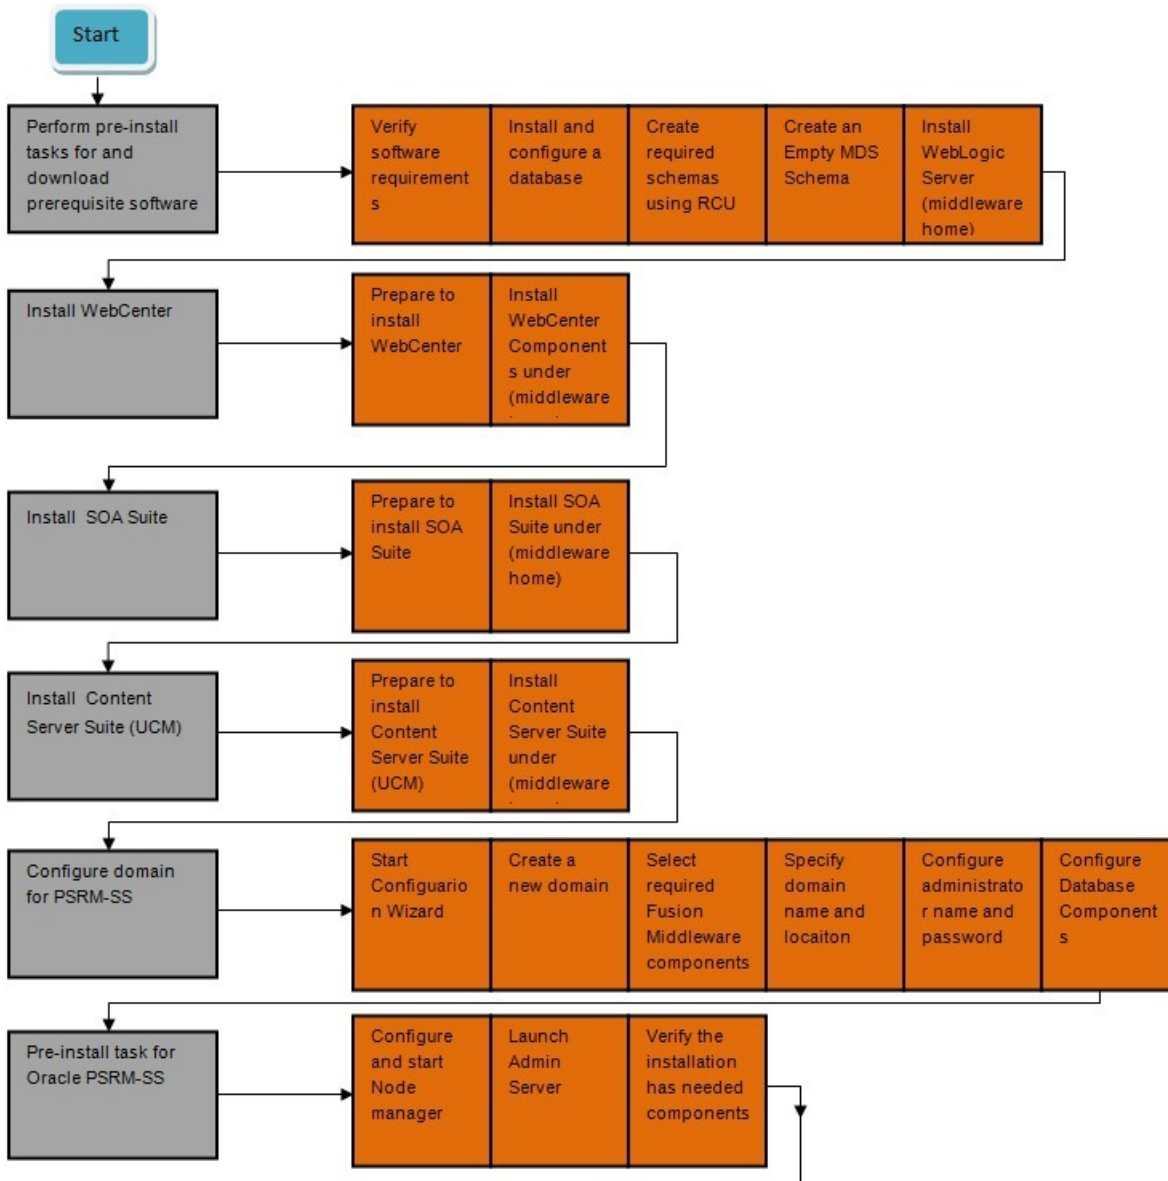 Start
Perform pre-install
tasks for and
download
prerequisite software
Verify
software
requirement
s
Install and
configure a
database
Create
required
schemas
using RCU
Create an
Empty MDS
Schema
Install
WebLogic
Server
(middleware
home)
Install WebCenter
Prepare to
install
WebCenter
Install
WebCenter
Component
s under
(middleware
Install SOA Suite
Prepare to
install SOA
Suite
Install SOA
Suite under
(middleware
home)
Install Content
Server Suite (UCM)
Prepare to
install
Content
Server Suite
(UCM)
Install
Content
Server Suite
under
(middleware
Configure domain
for PSRM-SS
Start
Configuario
n Wizard
Create a
new domain
Select
required
Fusion
Middleware
components
Specify
domain
name and
locaiton
Configure
administrato
r name and
password
Configure
Database
Component
s
Pre-install task for
Oracle PSRM-SS
Configure
and start
Node
manager
Launch
Admin
Server
Verify the
installation
has needed
components